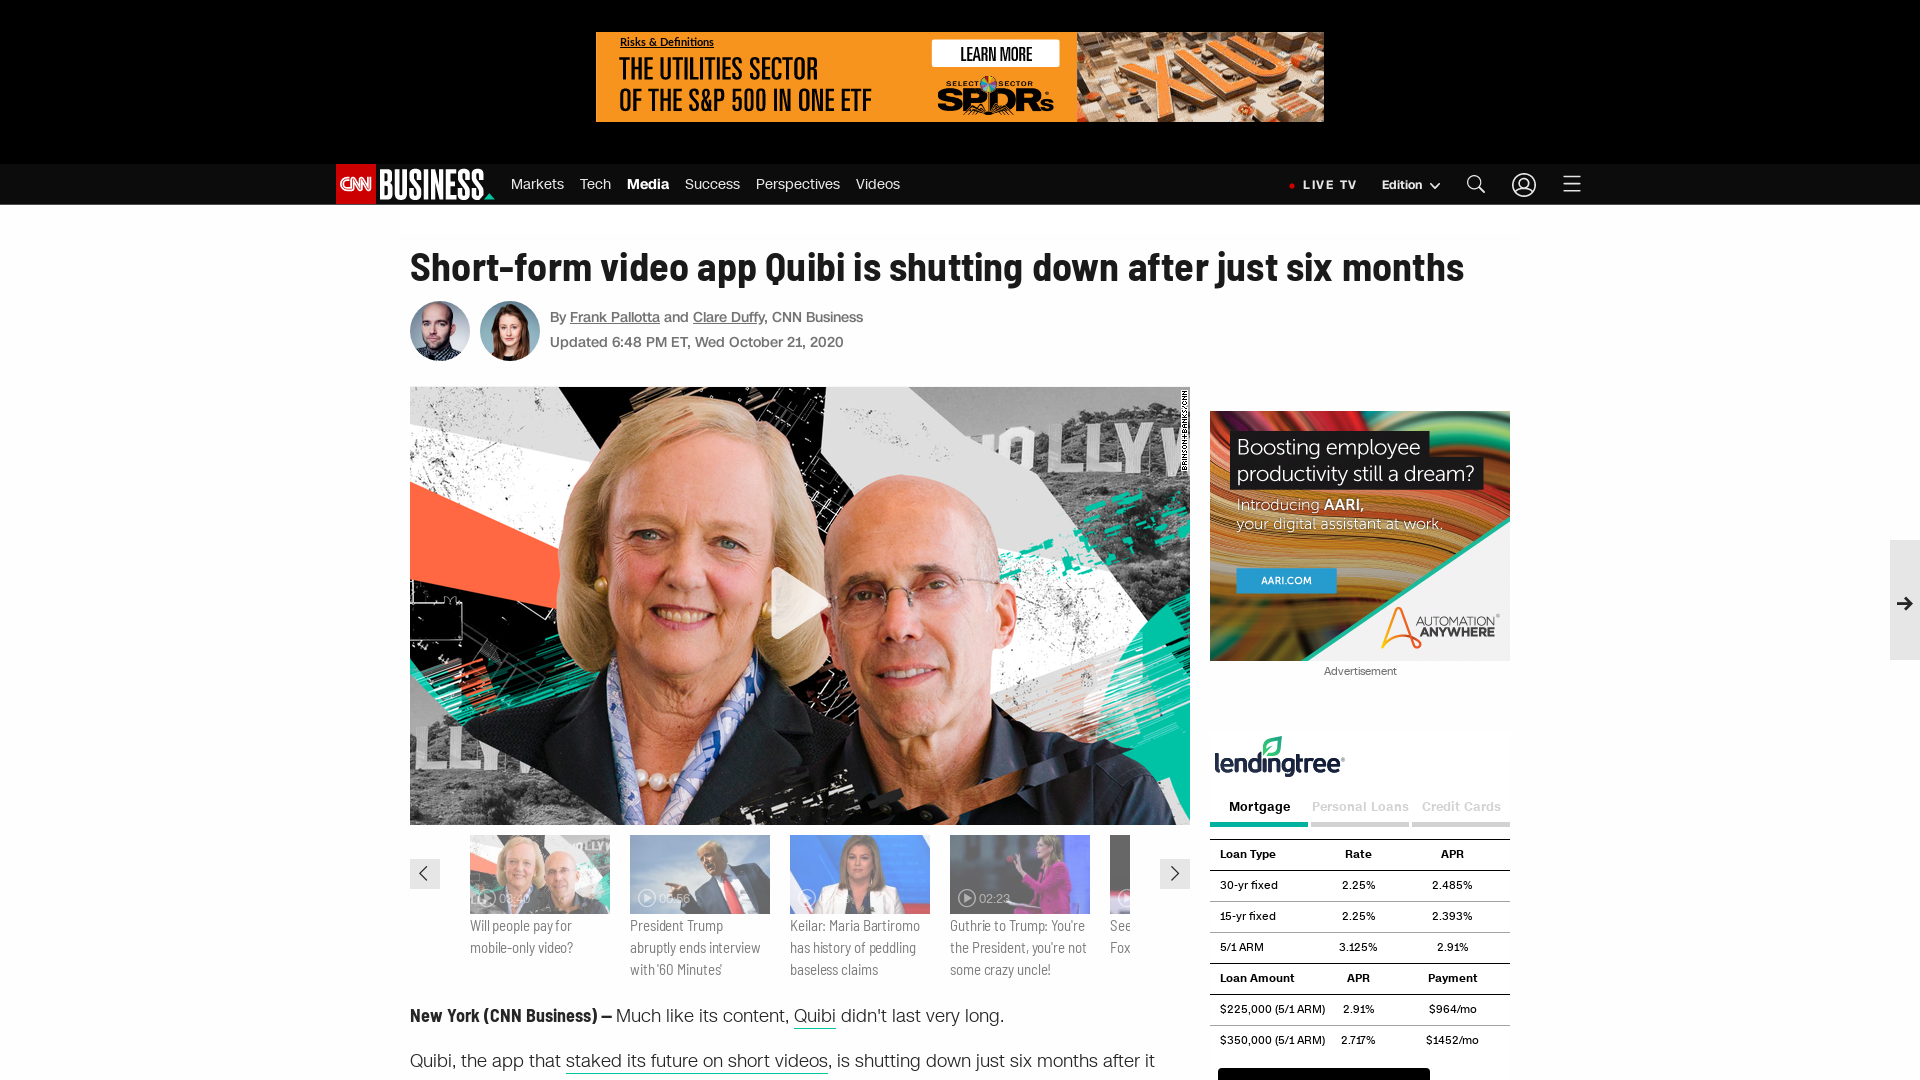 Risks & Definitions
THE UTILITIES SECTOR
OF THE S&P 500 IN ONE ETF
LEARN MORE
SELECT SECTOR
SPDRs
XLU
CNN BUSINESS
Markets
Tech
Media
Success
Perspectives
Videos
LIVE TV
Edition
Short-form video app Quibi is shutting down after just six months
By Frank Pallotta and Clare Duffy, CNN Business
Updated 6:48 PM ET, Wed October 21, 2020
HOLLYW
BRINSON+BANKS/CNN
LLYW
Boosting employee
productivity still a dream?
Introducing AARI,
your digital assistant at work.
AARI.COM
AUTOMATION
ANYWHERE
Advertisement
lendingtree
Mortgage
Personal Loans
Credit Cards
Loan Type Rate APR
30-yr fixed 2.25% 2.485%
15-yr fixed 2.25% 2.393%
5/1 ARM 3.125% 2.91%
Loan Amount APR Payment
$225,000 (5/1 ARM) 2.91% $964/mo
$350,000 (5/1 ARM) 2.717% $1452/mo
Will people pay for
mobile-only video?
President Trump
abruptly ends interview
with '60 Minutes'
Keilar: Maria Bartiromo
has history of peddling
baseless claims
02:23
Guthrie to Trump: You're
the President, you're not
some crazy uncle!
See
Fox
New York (CNN Business) — Much like its content, Quibi didn't last very long.
Quibi, the app that staked its future on short videos, is shutting down just six months after it